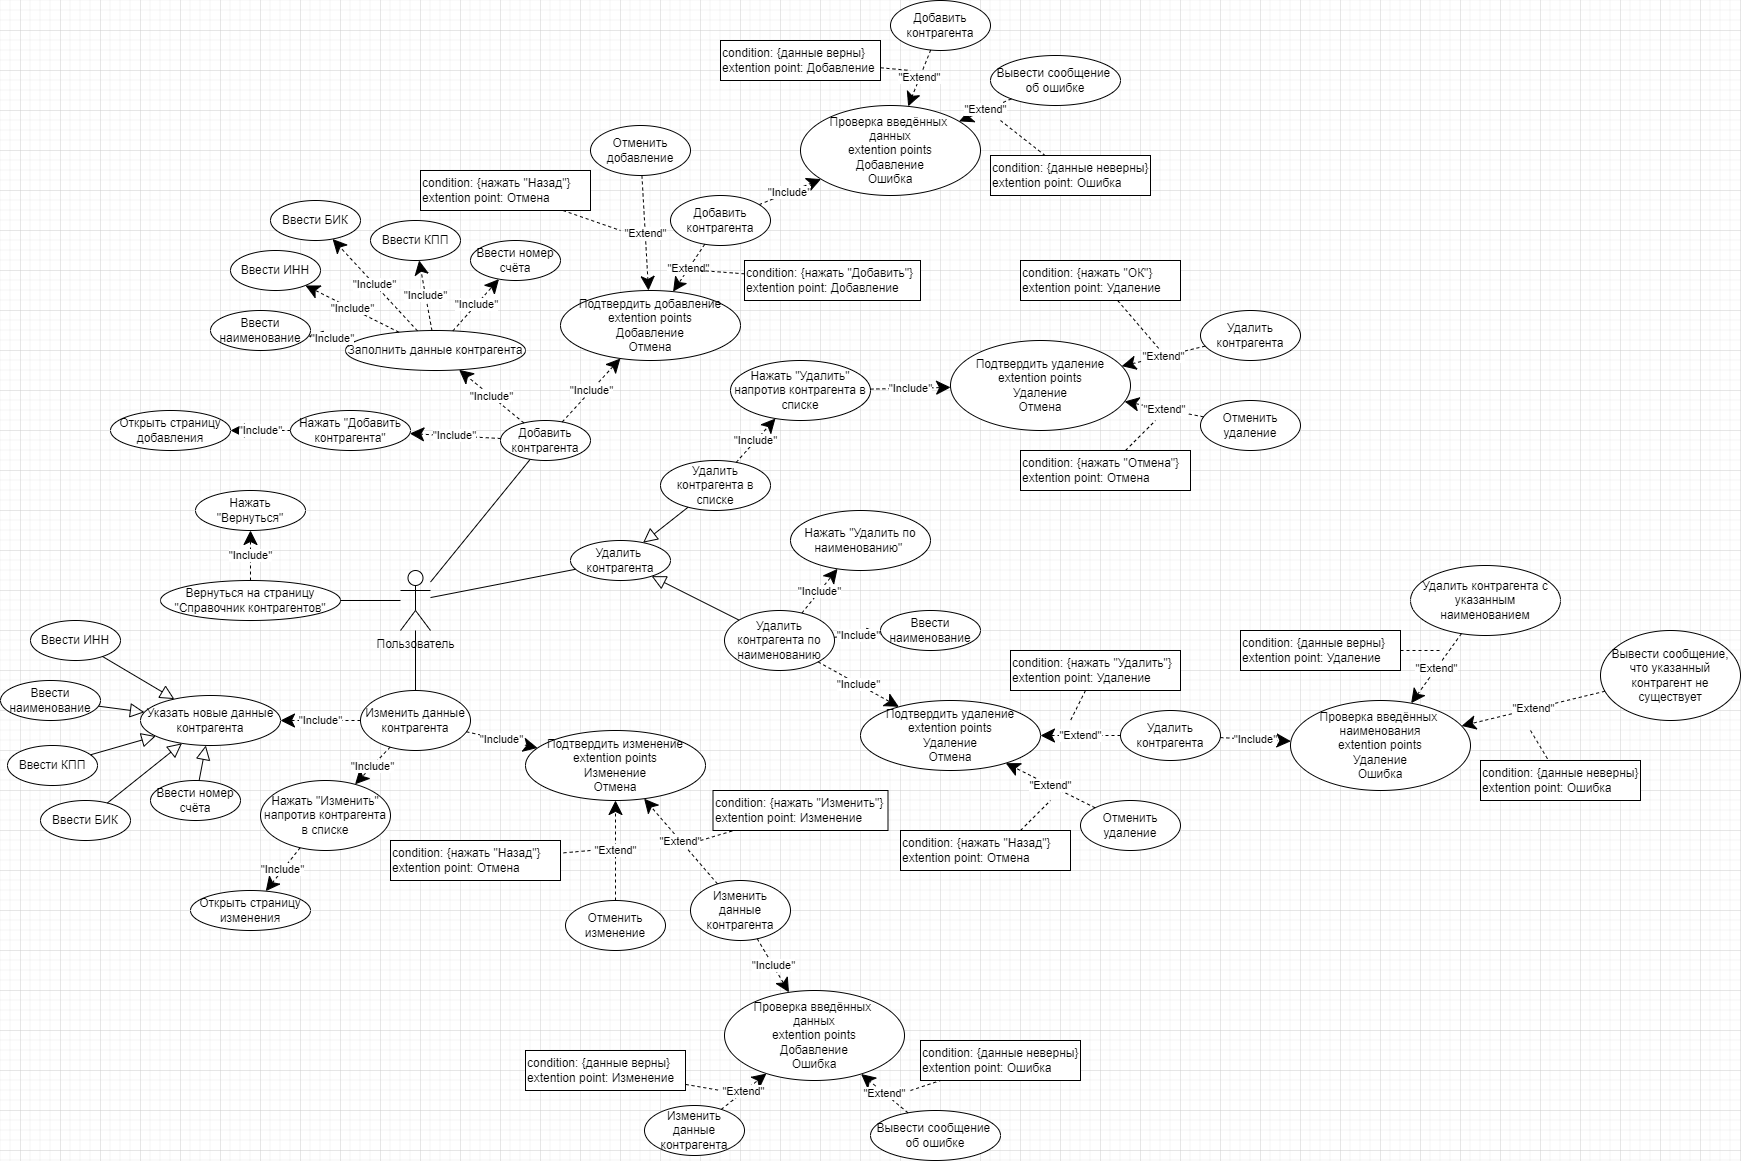 Добавить
контрагента
condition: {данные верны}
extention point: Добавление
"Extend"
Вывести сообщение
об ошибке
"Extend"
Проверка введённых
данных
extention points
Добавление
Ошибка
condition: {данные неверны}
extention point: Ошибка
Отменить
добавление
condition: {нажать "Назад"}
extention point: Отмена
"Include"
Добавить
контрагента
"Extend"
Ввести БИК
Ввести КПП
Ввести номер
счёта
Ввести ИНН
"Extend"
condition: {нажать "Добавить"}
extention point: Добавление
condition: {нажать "ОК"}
extention point: Удаление
"Include"
"Include"
"Include"
"Include"
Подтвердить добавление
extention points
Добавление
Отмена
Ввести
наименование
"Include"
Заполнить данные контрагента
Удалить
контрагента
"Extend"
Подтвердить удаление
extention points
Удаление
Отмена
Нажать "Удалить"
напротив контрагента в
списке
"Include"
"Include"
"Include"
"Extend"
Отменить
удаление
Открыть страницу
добавления
"Include"
Нажать "Добавить
контрагента"
"Include"
Добавить
контрагента
"Include"
condition: {нажать "Отмена"}
extention point: Отмена
Удалить
контрагента в
списке
Нажать
"Вернуться"
"Include"
Нажать "Удалить по
наименованию"
Удалить
контрагента
Вернуться на страницу
"Справочник контрагентов"
"Include"
Удалить контрагента с
указанным
наименованием
Пользователь
Удалить
контрагента по
наименованию
"Include"
Ввести
наименование
Ввести ИНН
condition: {данные верны}
extention point: Удаление
"Extend"
Вывести сообщение,
что указанный
контрагент не
существует
condition: {нажать "Удалить"}
extention point: Удаление
"Include"
Ввести
наименование
Указать новые данные
контрагента
"Include"
Изменить данные
контрагента
"Include"
Подтвердить изменение
extention points
Изменение
Отмена
Подтвердить удаление
extention points
Удаление
Отмена
"Extend"
Удалить
контрагента
"Include"
Проверка введённых
наименования
extention points
Удаление
Ошибка
"Extend"
Ввести КПП
"Include"
Ввести номер
счёта
Ввести БИК
Нажать "Изменить"
напротив контрагента
в списке
condition: {нажать "Изменить"}
extention point: Изменение
"Extend"
condition: {данные неверны}
extention point: Ошибка
Отменить
удаление
condition: {нажать "Назад"}
extention point: Отмена
"Extend"
"Extend"
condition: {нажать "Назад"}
extention point: Отмена
"Include"
Открыть страницу
изменения
Отменить
изменение
Изменить
данные
контрагента
"Include"
Проверка введённых
данных
extention points
Добавление
Ошибка
condition: {данные верны}
extention point: Изменение
condition: {данные неверны}
extention point: Ошибка
"Extend"
"Extend"
Изменить
данные
контрагента
Вывести сообщение
об ошибке